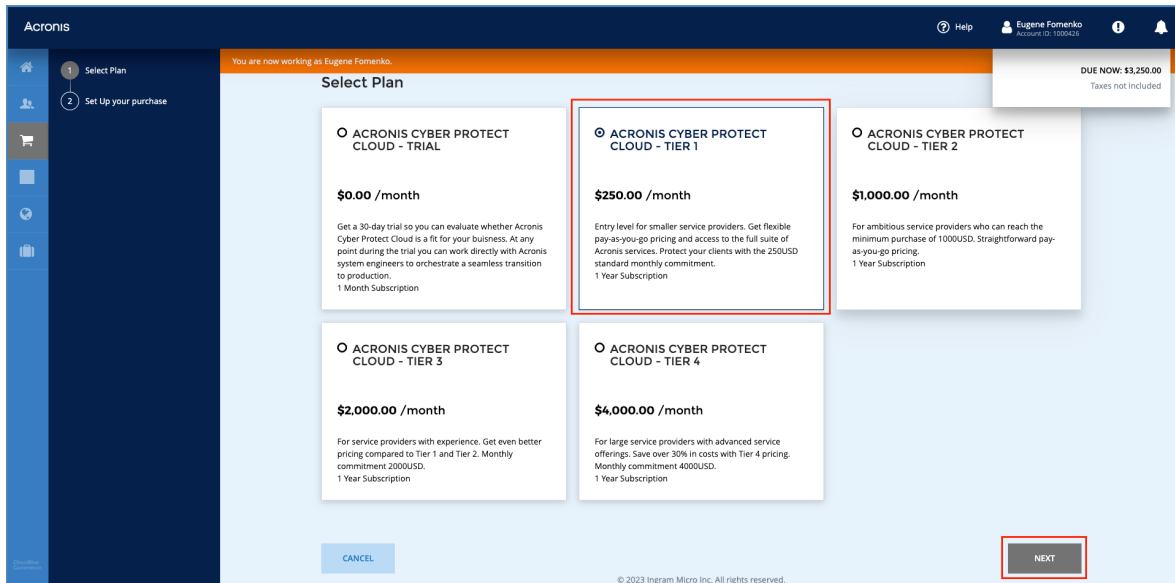 Acronis
Help
Eugene Fomenko
Account ID: 1000426
1 Select Plan
2 Set Up your purchase
You are now working as Eugene Fomenko.
DUE NOW: $3,250.00
Taxes not included
Select Plan
ACRONIS CYBER PROTECT
CLOUD - TRIAL
$0.00 /month
Get a 30-day trial so you can evaluate whether Acronis
Cyber Protect Cloud is a fit for your buisness. At any
point during the trial you can work directly with Acronis
system engineers to orchestrate a seamless transition
to production.
1 Month Subscription
ACRONIS CYBER PROTECT
CLOUD - TIER 1
$250.00 /month
Entry level for smaller service providers. Get flexible
pay-as-you-go pricing and access to the full suite of
Acronis services. Protect your clients with the 250USD
standard monthly commitment.
1 Year Subscription
ACRONIS CYBER PROTECT
CLOUD - TIER 2
$1,000.00 /month
For ambitious service providers who can reach the
minimum purchase of 1000USD. Straightforward pay-
as-you-go pricing.
1 Year Subscription
ACRONIS CYBER PROTECT
CLOUD - TIER 3
$2,000.00 /month
For service providers with experience. Get even better
pricing compared to Tier 1 and Tier 2. Monthly
commitment 2000USD.
1 Year Subscription
ACRONIS CYBER PROTECT
CLOUD - TIER 4
$4,000.00 /month
For large service providers with advanced service
offerings. Save over 30% in costs with Tier 4 pricing.
Monthly commitment 4000USD.
1 Year Subscription
CANCEL
NEXT
CloudBlue
Commerce
© 2023 Ingram Micro Inc. All rights reserved.